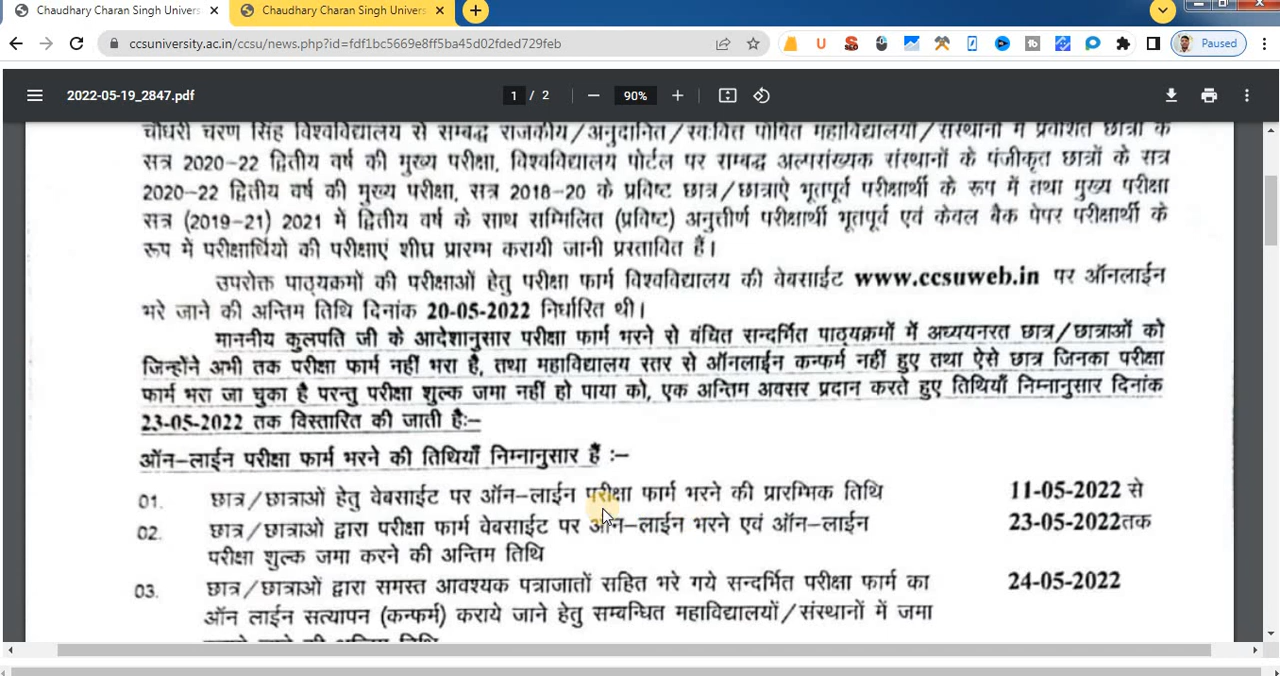 Chaudhary Charan Singh Univers
Chaudhary Charan Singh Univers
ccsuniversity.ac.in/ccsu/news.php?id=fdf1bc5669e8ff5ba45d02fded729feb
Paused
2022-05-19_2847.pdf
1 / 2
90%
चौधरी चरण सिंह विश्वविद्यालय से सम्बद्ध राजकीय/अनुदानित/स्व:वित्त पोषित महाविद्यालयों/संस्थानों में प्रवेशित छात्रों के
सत्र 2020-22 द्वितीय वर्ष की मुख्य परीक्षा, विश्वविद्यालय पोर्टल पर राम्बद्ध अल्पसंख्यक संस्थानों के पंजीकृत छात्रों के सत्र
2020-22 द्वितीय वर्ष की मुख्य परीक्षा, सत्र 2018-20 के प्रविष्ट छात्र/छात्राऐ भूतपूर्व परीक्षार्थी के रूप में तथा मुख्य परीक्षा
सत्र (2019-21) 2021 में द्वितीय वर्ष के साथ सम्मिलित (प्रविष्ट) अनुत्तीर्ण परीक्षार्थी भूतपूर्व एवं केवल बैक पेपर परीक्षार्थी के
रूप में परीक्षार्थियों की परीक्षाएं शीघ्र प्रारम्भ करायी जानी प्रस्तावित हैं।
उपरोक्त पाठ्यक्रमों की परीक्षाओं हेतु परीक्षा फार्म विश्वविद्यालय की वेबसाईट www.ccsuweb.in पर ऑनलाईन
भरे जाने की अन्तिम तिथि दिनांक 20-05-2022 निर्धारित थी।
माननीय कुलपति जी के आदेशानुसार परीक्षा फार्म भरने से वंचित सन्दर्मित पाठ्यक्रमों में अध्ययनरत छात्र/छात्राओं को
जिन्होंने अभी तक परीक्षा फार्म नहीं भरा है, तथा महाविद्यालय स्तर से ऑनलाईन कन्फर्म नहीं हुए तथा ऐसे छात्र जिनका परीक्षा
फार्म भरा जा चुका है परन्तु परीक्षा शुल्क जमा नहीं हो पाया को, एक अन्तिम अवसर प्रदान करते हुए तिथियाँ निम्नानुसार दिनांक
23-05-2022 तक विस्तारित की जाती है:-
ऑन-लाईन परीक्षा फार्म भरने की तिथियाँ निम्नानुसार हैं :-
01. छात्र/छात्राओं हेतु वेबसाईट पर ऑन-लाईन परीक्षा फार्म भरने की प्रारम्भिक तिथि 11-05-2022 से
02. छात्र/छात्राओं द्वारा परीक्षा फार्म वेबसाईट पर ऑन-लाईन भरने एवं ऑन-लाईन 23-05-2022तक
परीक्षा शुल्क जमा करने की अन्तिम तिथि
03. छात्र/छात्राओं द्वारा समस्त आवश्यक पत्राजातों सहित भरे गये सन्दर्मित परीक्षा फार्म का 24-05-2022
ऑन लाईन सत्यापन (कन्फर्म) कराये जाने हेतु सम्बन्धित महाविद्यालयों/संस्थानों में जमा